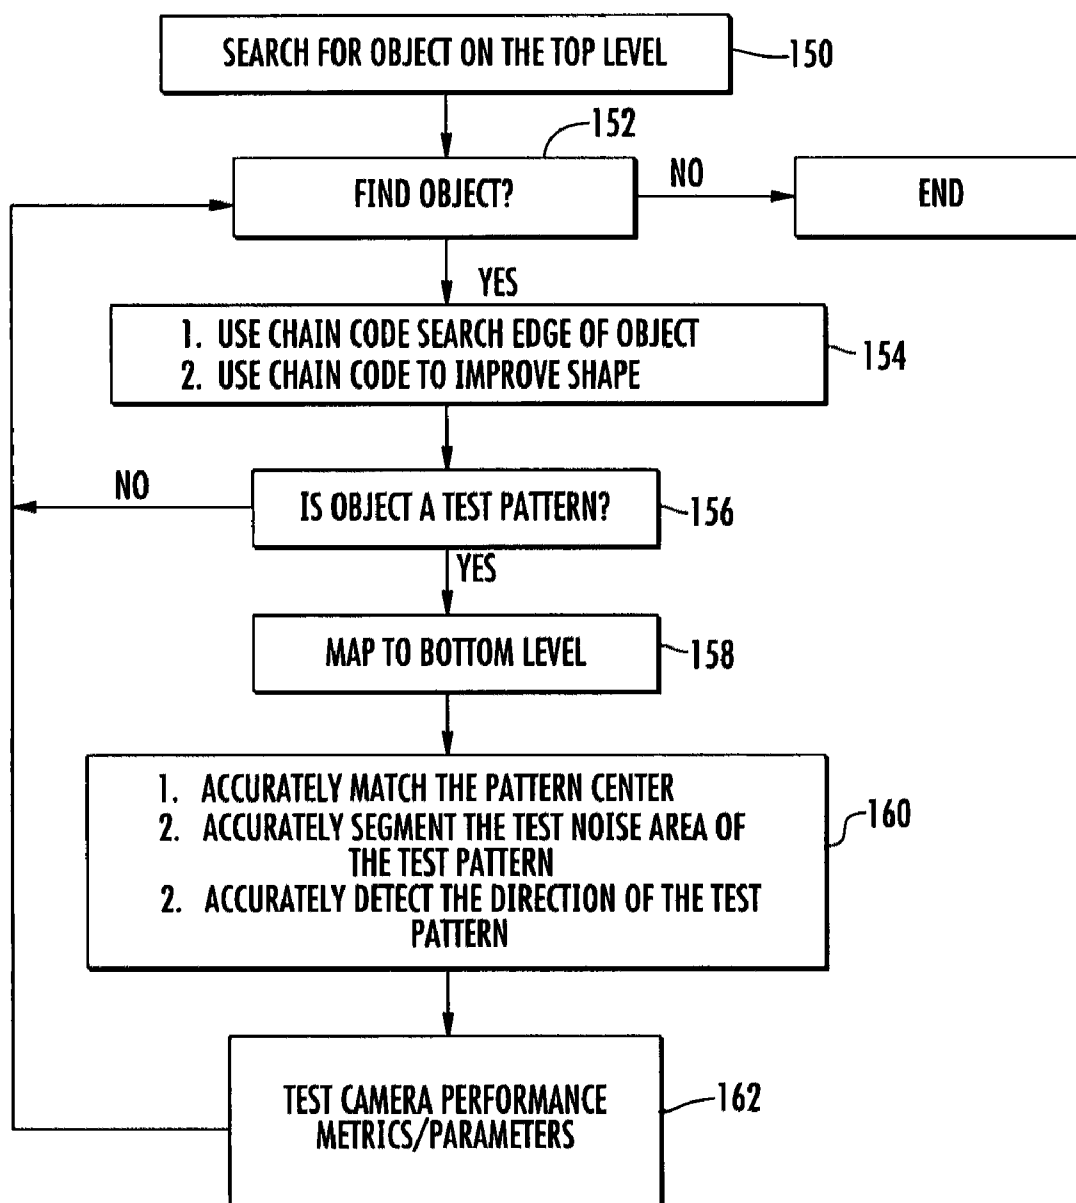 SEARCH FOR OBJECT ON THE TOP LEVEL
150
152
FIND OBJECT?
NO
END
YES
1. USE CHAIN CODE SEARCH EDGE OF OBJECT
2. USE CHAIN CODE TO IMPROVE SHAPE
154
NO
IS OBJECT A TEST PATTERN?
156
YES
MAP TO BOTTOM LEVEL
158
1. ACCURATELY MATCH THE PATTERN CENTER
2. ACCURATELY SEGMENT THE TEST NOISE AREA OF
THE TEST PATTERN
2. ACCURATELY DETECT THE DIRECTION OF THE TEST
PATTERN
160
TEST CAMERA PERFORMANCE
METRICS/PARAMETERS
162